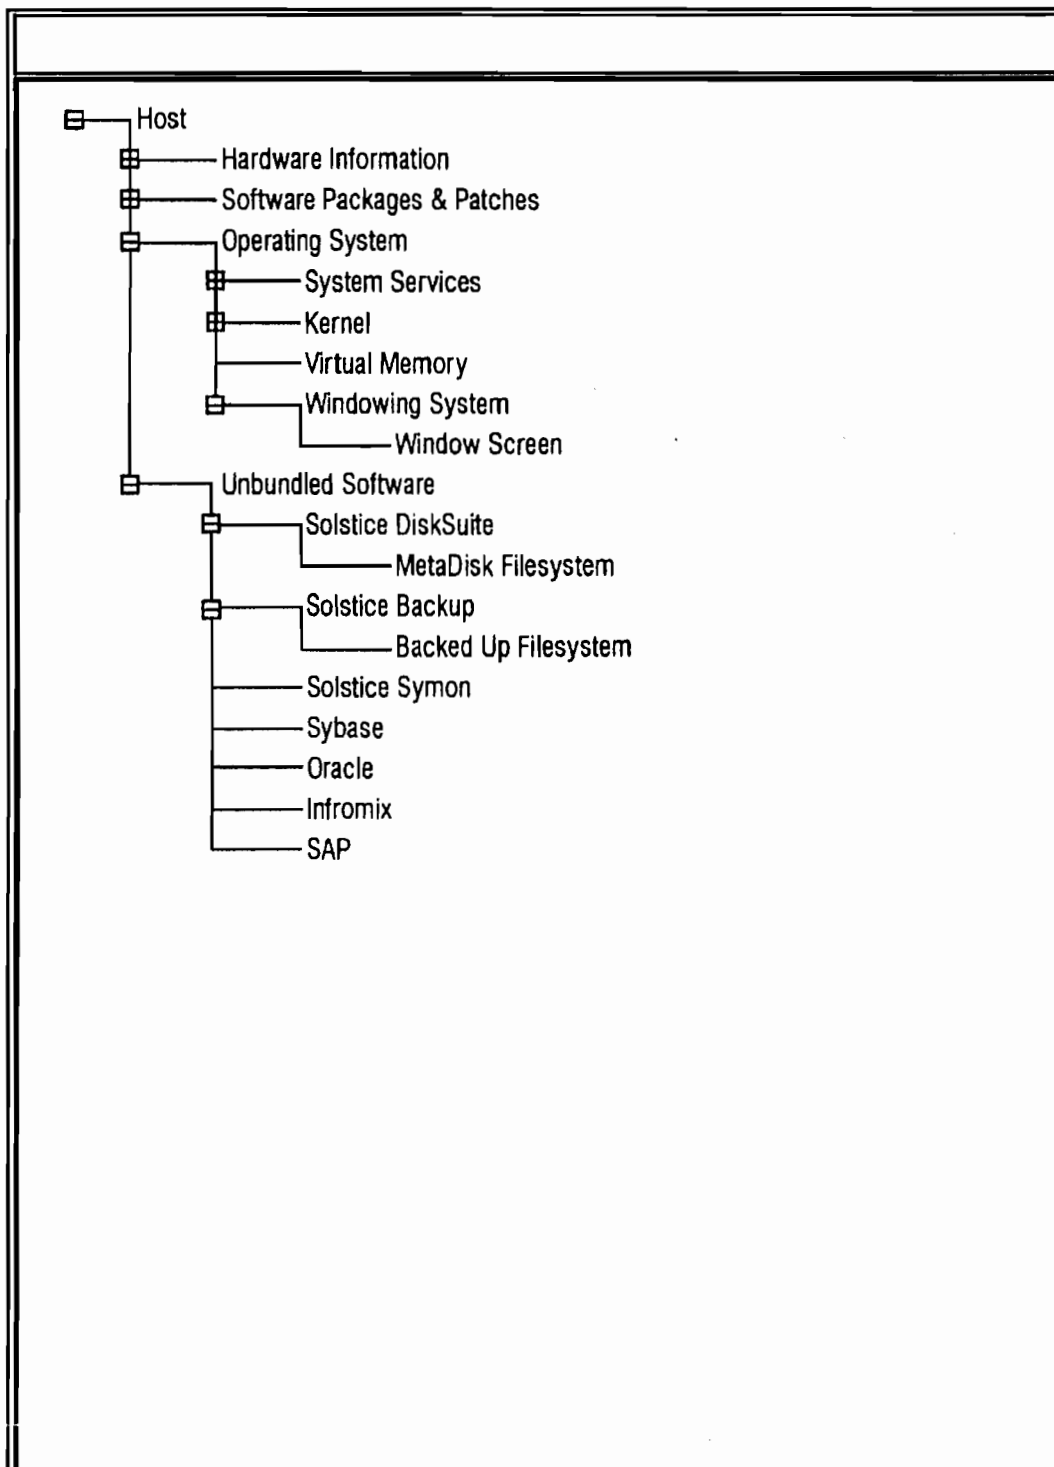 Host
Hardware Information
Software Packages & Patches
Operating System
System Services
Kernel
Virtual Memory
Windowing System
Window Screen
Unbundled Software
Solstice DiskSuite
MetaDisk Filesystem
Solstice Backup
Backed Up Filesystem
Solstice Symon
Sybase
Oracle
Infromix
SAP